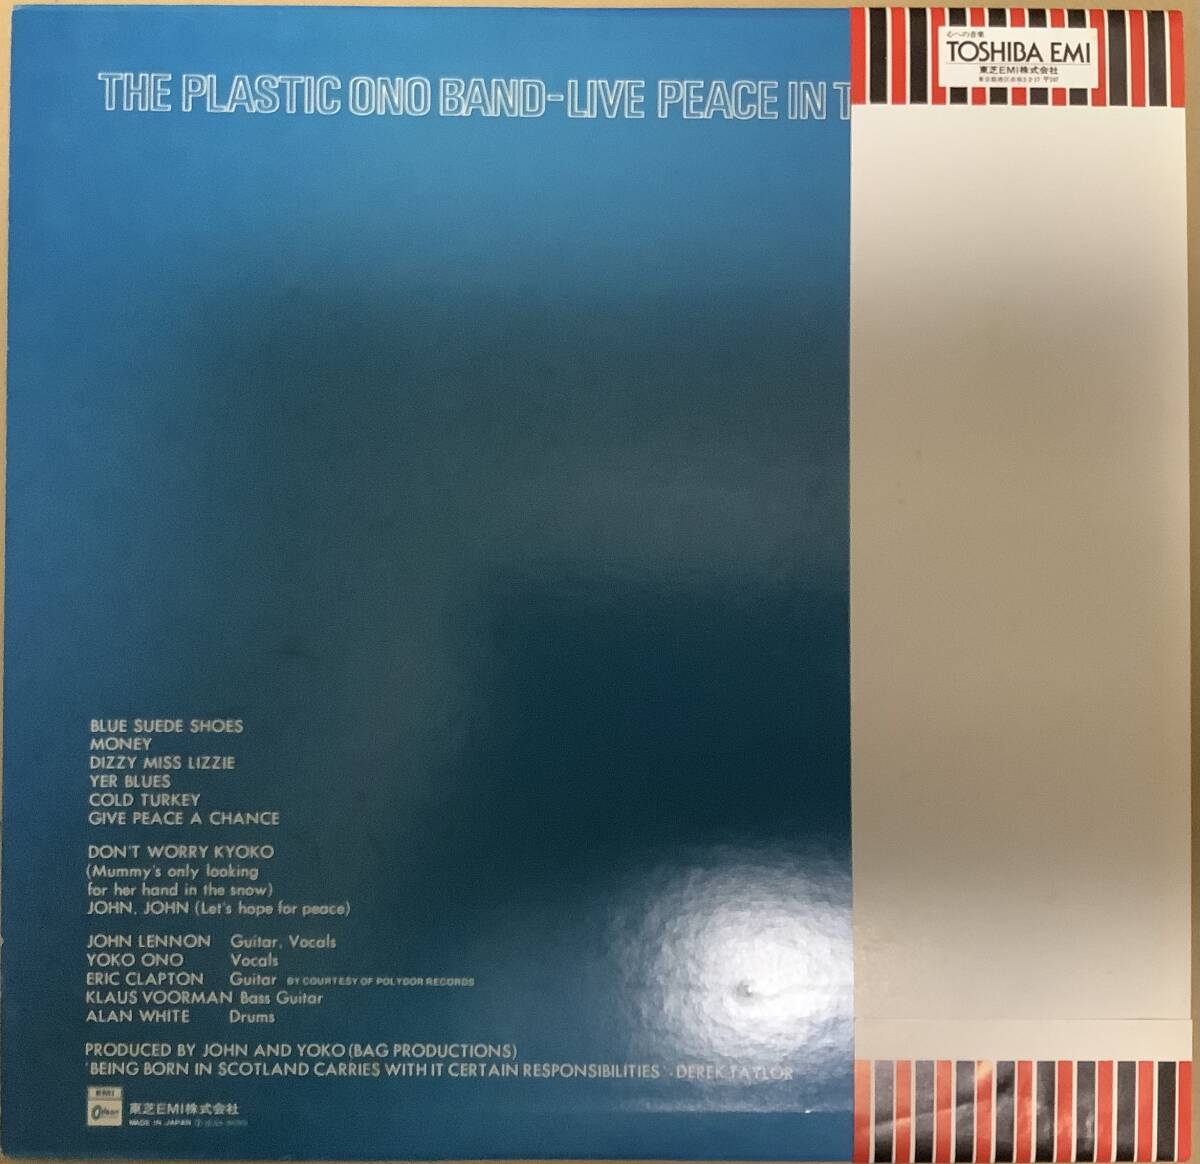 心への音楽
TOSHIBA EMI
東芝EMI株式会社
THE PLASTIC ONO BAND-LIVE PEACE IN T
BLUE SUEDE SHOES
MONEY
DIZZY MISS LIZZIE
YER BLUES
COLD TURKEY
GIVE PEACE A CHANCE
DON'T WORRY KYOKO
(Mummy's only looking
for her hand in the snow)
JOHN, JOHN (Let's hope for peace)
JOHN LENNON Guitar, Vocals
YOKO ONO Vocals
ERIC CLAPTON Guitar BY COURTESY OF POLYDOR RECORDS
KLAUS VOORMAN Bass Guitar
ALAN WHITE Drums
PRODUCED BY JOHN AND YOKO (BAG PRODUCTIONS)
'BEING BORN IN SCOTLAND CARRIES WITH IT CERTAIN RESPONSIBILITIES' - DEREK TAYLOR
EMI
Odeon
東芝EMI株式会社
MADE IN JAPAN